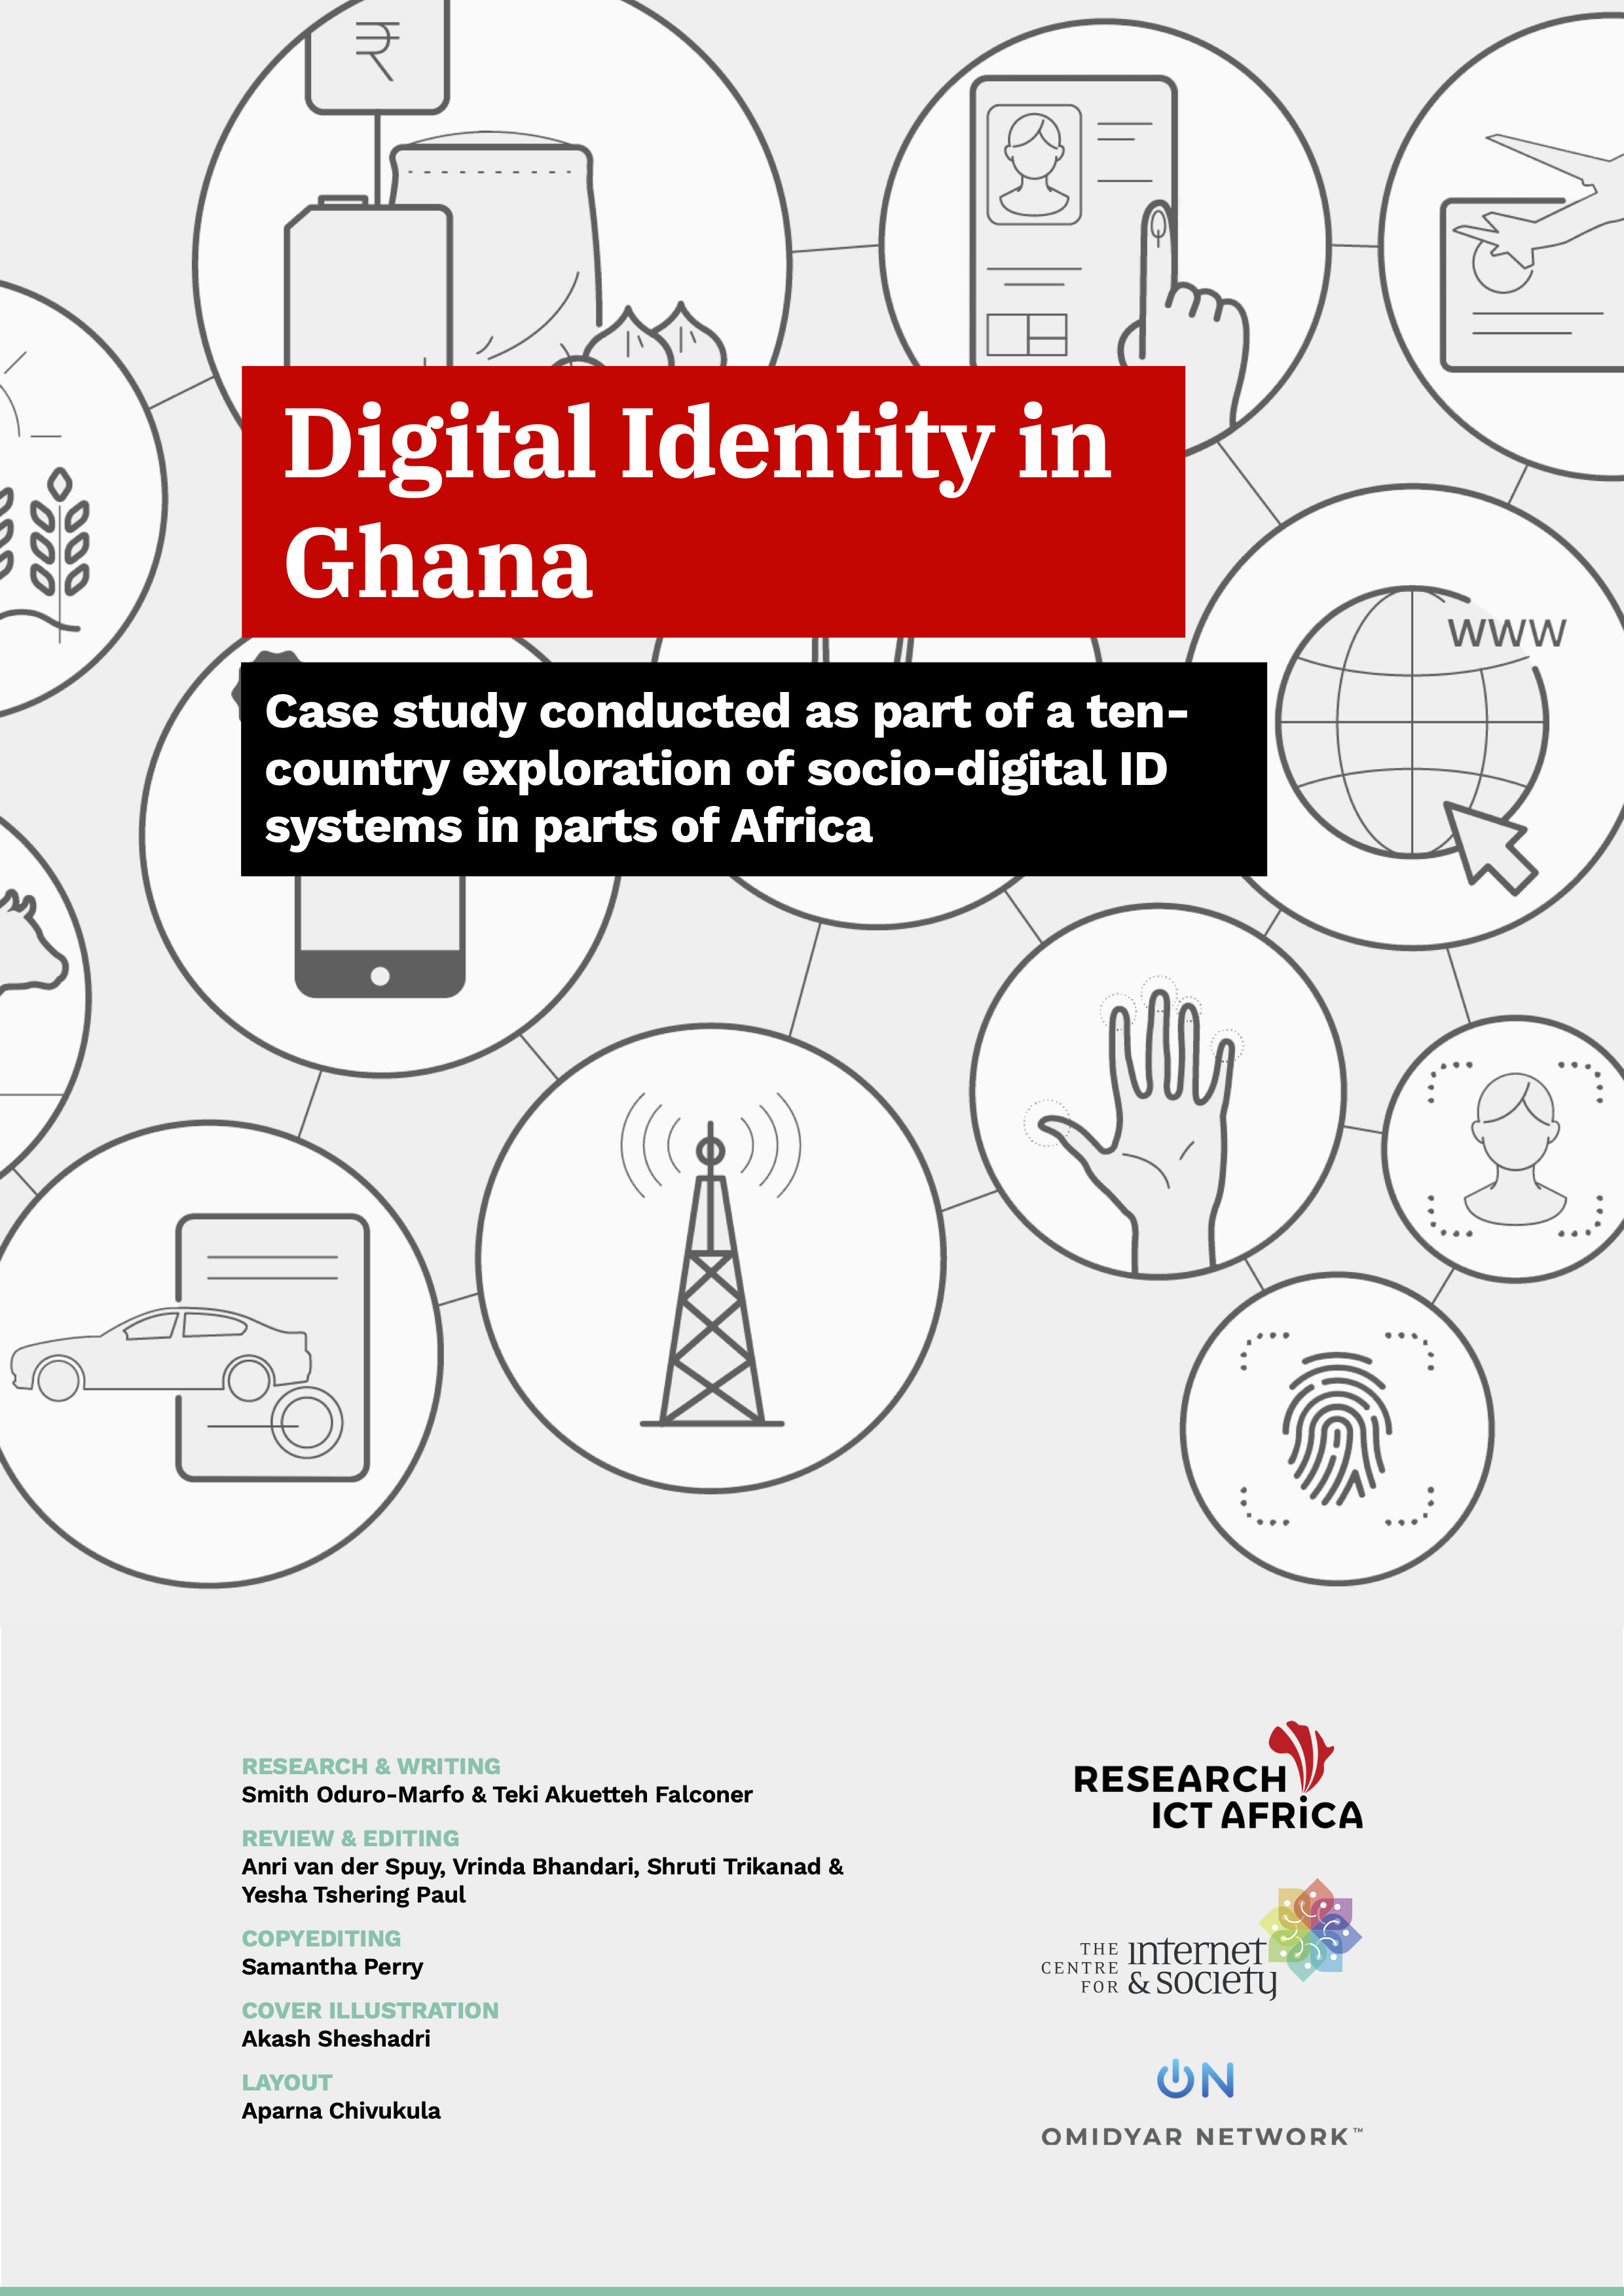 ₹
Digital Identity in
Ghana
www
Case study conducted as part of a ten-
country exploration of socio-digital ID
systems in parts of Africa
RESEARCH & WRITING
Smith Oduro-Marfo & Teki Akuetteh Falconer
REVIEW & EDITING
Anri van der Spuy, Vrinda Bhandari, Shruti Trikanad &
Yesha Tshering Paul
COPYEDITING
Samantha Perry
COVER ILLUSTRATION
Akash Sheshadri
LAYOUT
Aparna Chivukula
RESEARCH
ICT AFRiCA
THE
CENTRE
FOR
internet
& society
ON
OMIDYAR NETWORK™